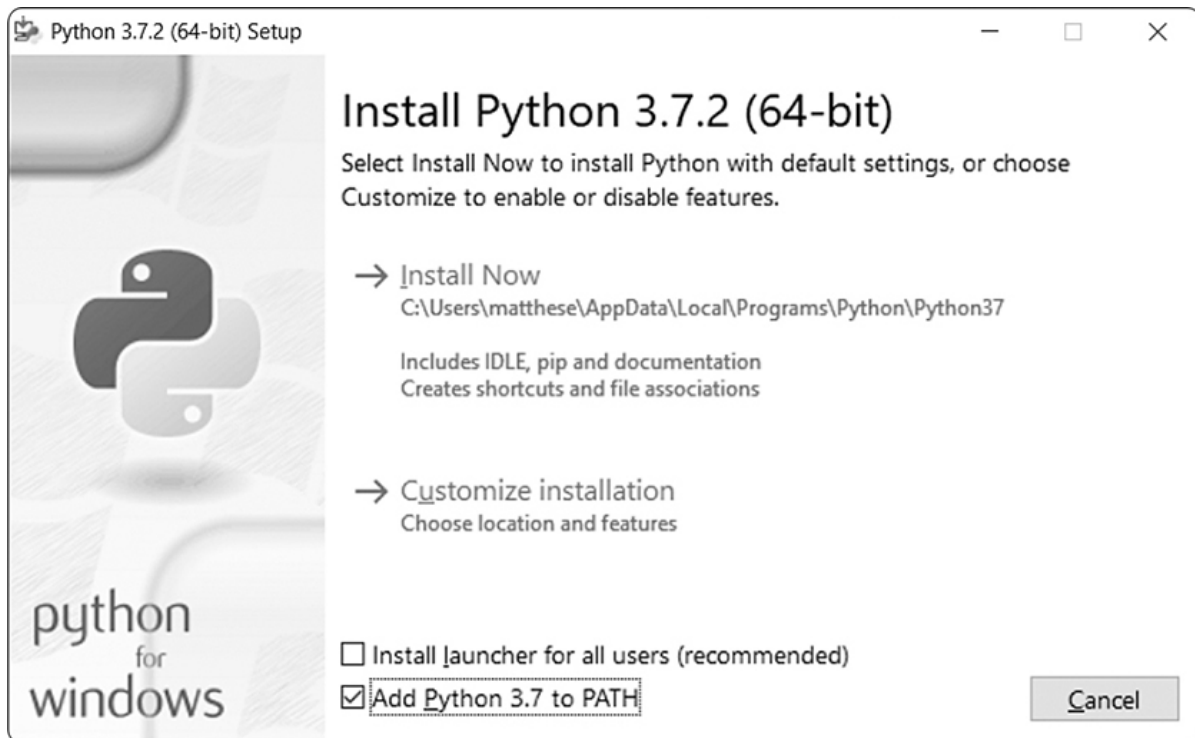 Python 3.7.2 (64-bit) Setup
Install Python 3.7.2 (64-bit)
Select Install Now to install Python with default settings, or choose
Customize to enable or disable features.
Install Now
C:\Users\matthese\AppData\Local\Programs\Python\Python37
Includes IDLE, pip and documentation
Creates shortcuts and file associations
Customize installation
Choose location and features
python
for
windows
Install launcher for all users (recommended)
Add Python 3.7 to PATH
Cancel